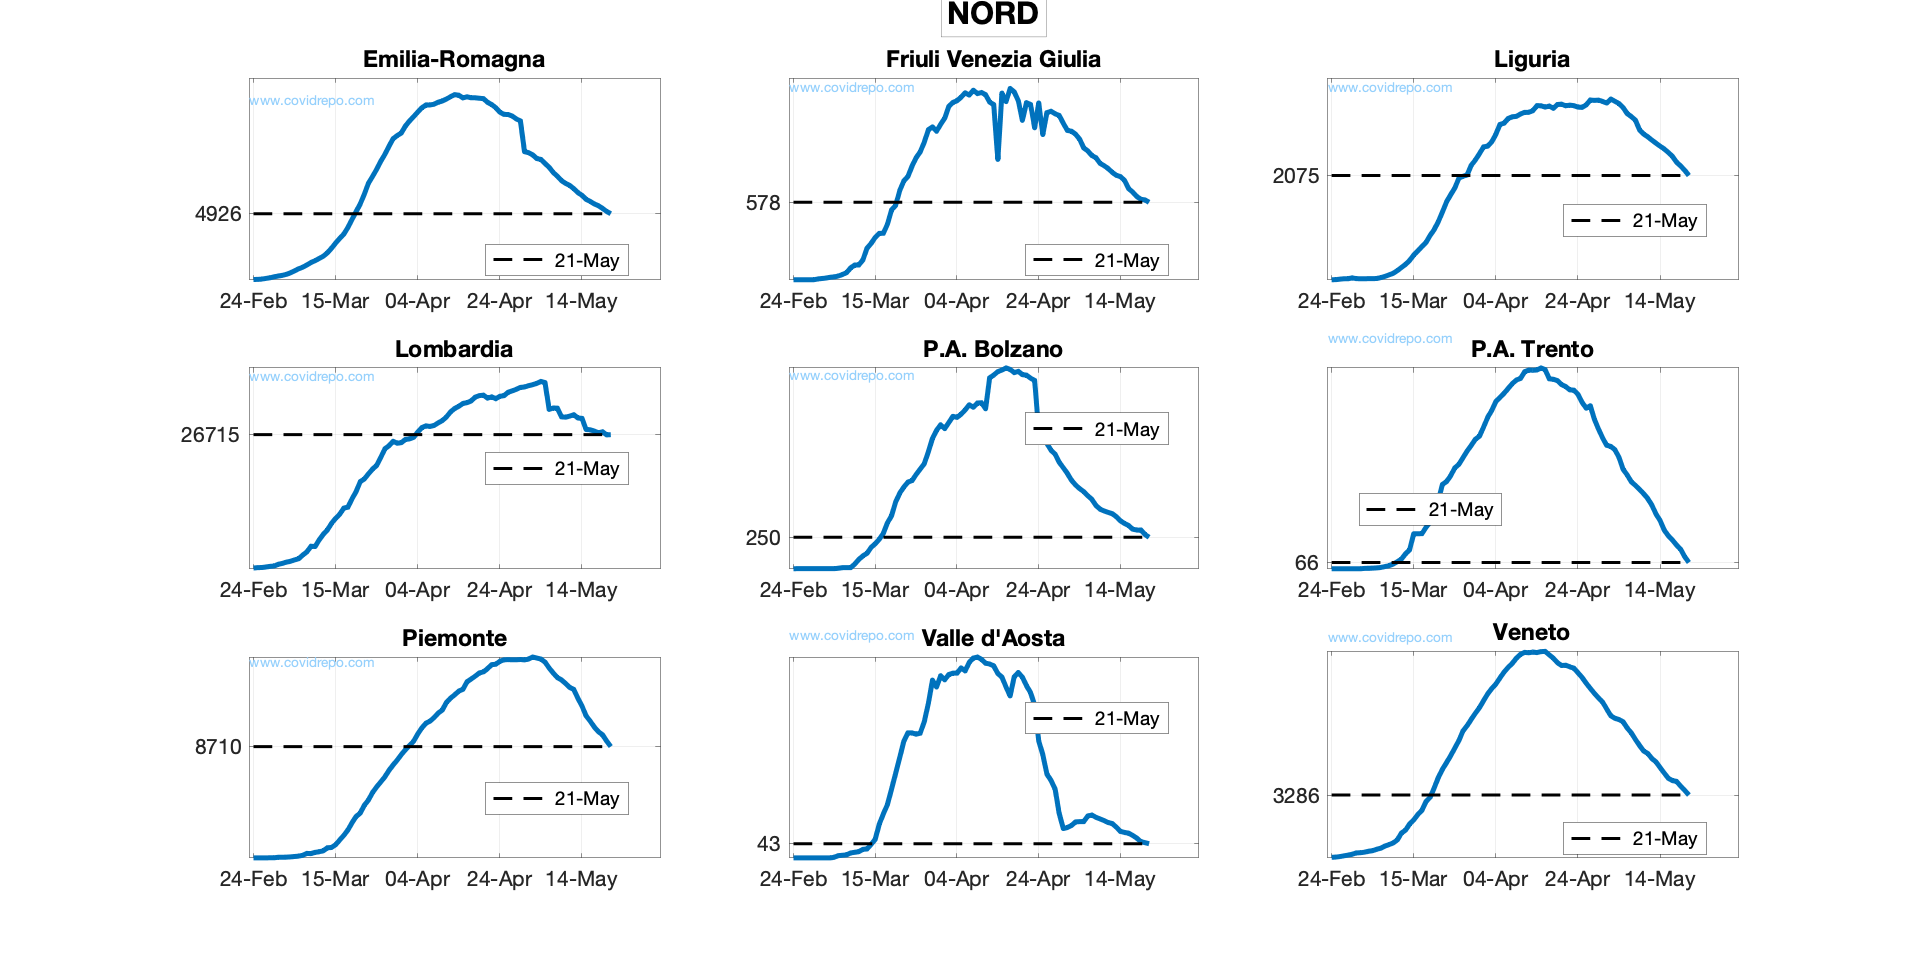 NORD
Emilia-Romagna
www.covidrepo.com
4926
21-May
24-Feb 15-Mar 04-Apr 24-Apr 14-May
Friuli Venezia Giulia
www.covidrepo.com
578
21-May
24-Feb 15-Mar 04-Apr 24-Apr 14-May
Liguria
www.covidrepo.com
2075
21-May
24-Feb 15-Mar 04-Apr 24-Apr 14-May
Lombardia
www.covidrepo.com
26715
21-May
24-Feb 15-Mar 04-Apr 24-Apr 14-May
P.A. Bolzano
www.covidrepo.com
21-May
250
24-Feb 15-Mar 04-Apr 24-Apr 14-May
www.covidrepo.com
P.A. Trento
21-May
66
24-Feb 15-Mar 04-Apr 24-Apr 14-May
Piemonte
www.covidrepo.com
8710
21-May
24-Feb 15-Mar 04-Apr 24-Apr 14-May
www.covidrepo.com Valle d'Aosta
21-May
43
24-Feb 15-Mar 04-Apr 24-Apr 14-May
Veneto
www.covidrepo.com
3286
21-May
24-Feb 15-Mar 04-Apr 24-Apr 14-May